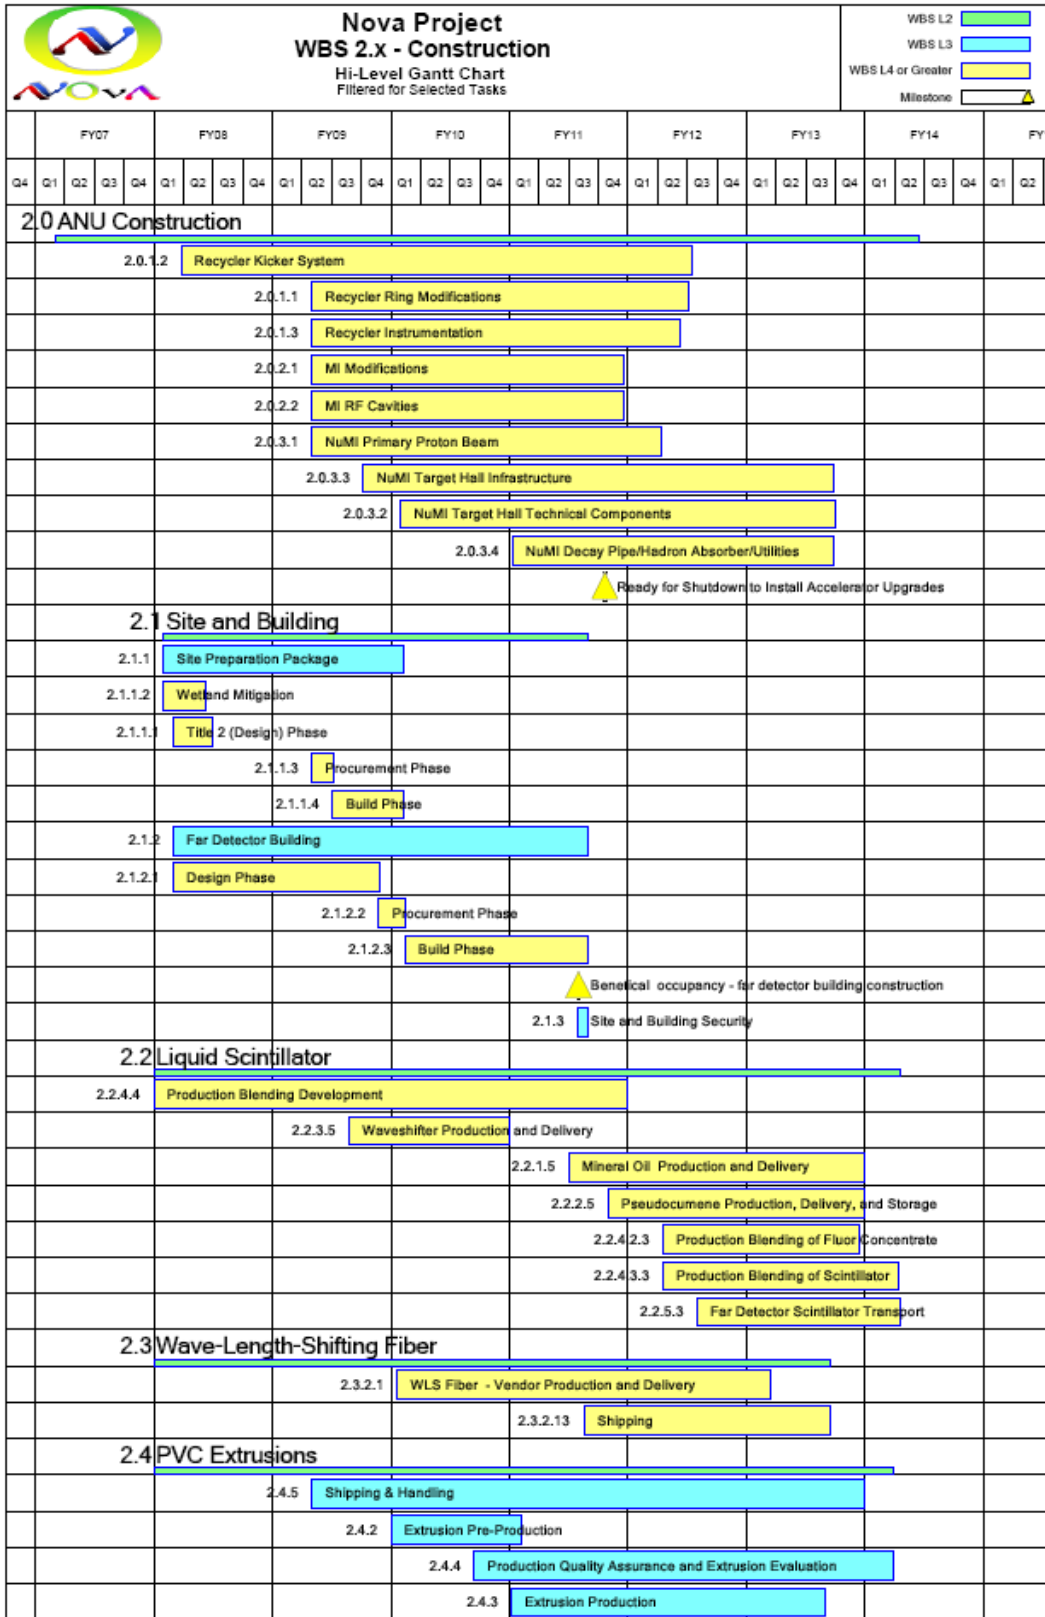 Nova Project
WBS 2.x - Construction
Hi-Level Gantt Chart
Filtered for Selected Tasks
NOVA
WBS L2
WBS L3
WBS L4 or Greater
Milestone
FY07 FY08 FY09 FY10 FY11 FY12 FY13 FY14 FY
Q4 Q1 Q2 Q3 Q4 Q1 Q2 Q3 Q4 Q1 Q2 Q3 Q4 Q1 Q2 Q3 Q4 Q1 Q2 Q3 Q4 Q1 Q2 Q3 Q4 Q1 Q2 Q3 Q4 Q1 Q2 Q3 Q4 Q1 Q2
2.0 ANU Construction
2.0.1.2 Recycler Kicker System
2.0.1.1 Recycler Ring Modifications
2.0.1.3 Recycler Instrumentation
2.0.2.1 MI Modifications
2.0.2.2 MI RF Cavities
2.0.3.1 NuMI Primary Proton Beam
2.0.3.3 NuMI Target Hall Infrastructure
2.0.3.2 NuMI Target Hall Technical Components
2.0.3.4 NuMI Decay Pipe/Hadron Absorber/Utilities
Ready for Shutdown to Install Accelerator Upgrades
2.1 Site and Building
2.1.1 Site Preparation Package
2.1.1.2 Wetland Mitigation
2.1.1.1 Title 2 (Design) Phase
2.1.1.3 Procurement Phase
2.1.1.4 Build Phase
2.1.2 Far Detector Building
2.1.2.1 Design Phase
2.1.2.2 Procurement Phase
2.1.2.3 Build Phase
Benetical occupancy - far detector building construction
2.1.3 Site and Building Security
2.2 Liquid Scintillator
2.2.4.4 Production Blending Development
2.2.3.5 Waveshifter Production and Delivery
2.2.1.5 Mineral Oil Production and Delivery
2.2.2.5 Pseudocumene Production, Delivery, and Storage
2.2.4.2.3 Production Blending of Fluor Concentrate
2.2.4.3.3 Production Blending of Scintillator
2.2.5.3 Far Detector Scintillator Transport
2.3 Wave-Length-Shifting Fiber
2.3.2.1 WLS Fiber - Vendor Production and Delivery
2.3.2.13 Shipping
2.4 PVC Extrusions
2.4.5 Shipping & Handling
2.4.2 Extrusion Pre-Production
2.4.4 Production Quality Assurance and Extrusion Evaluation
2.4.3 Extrusion Production